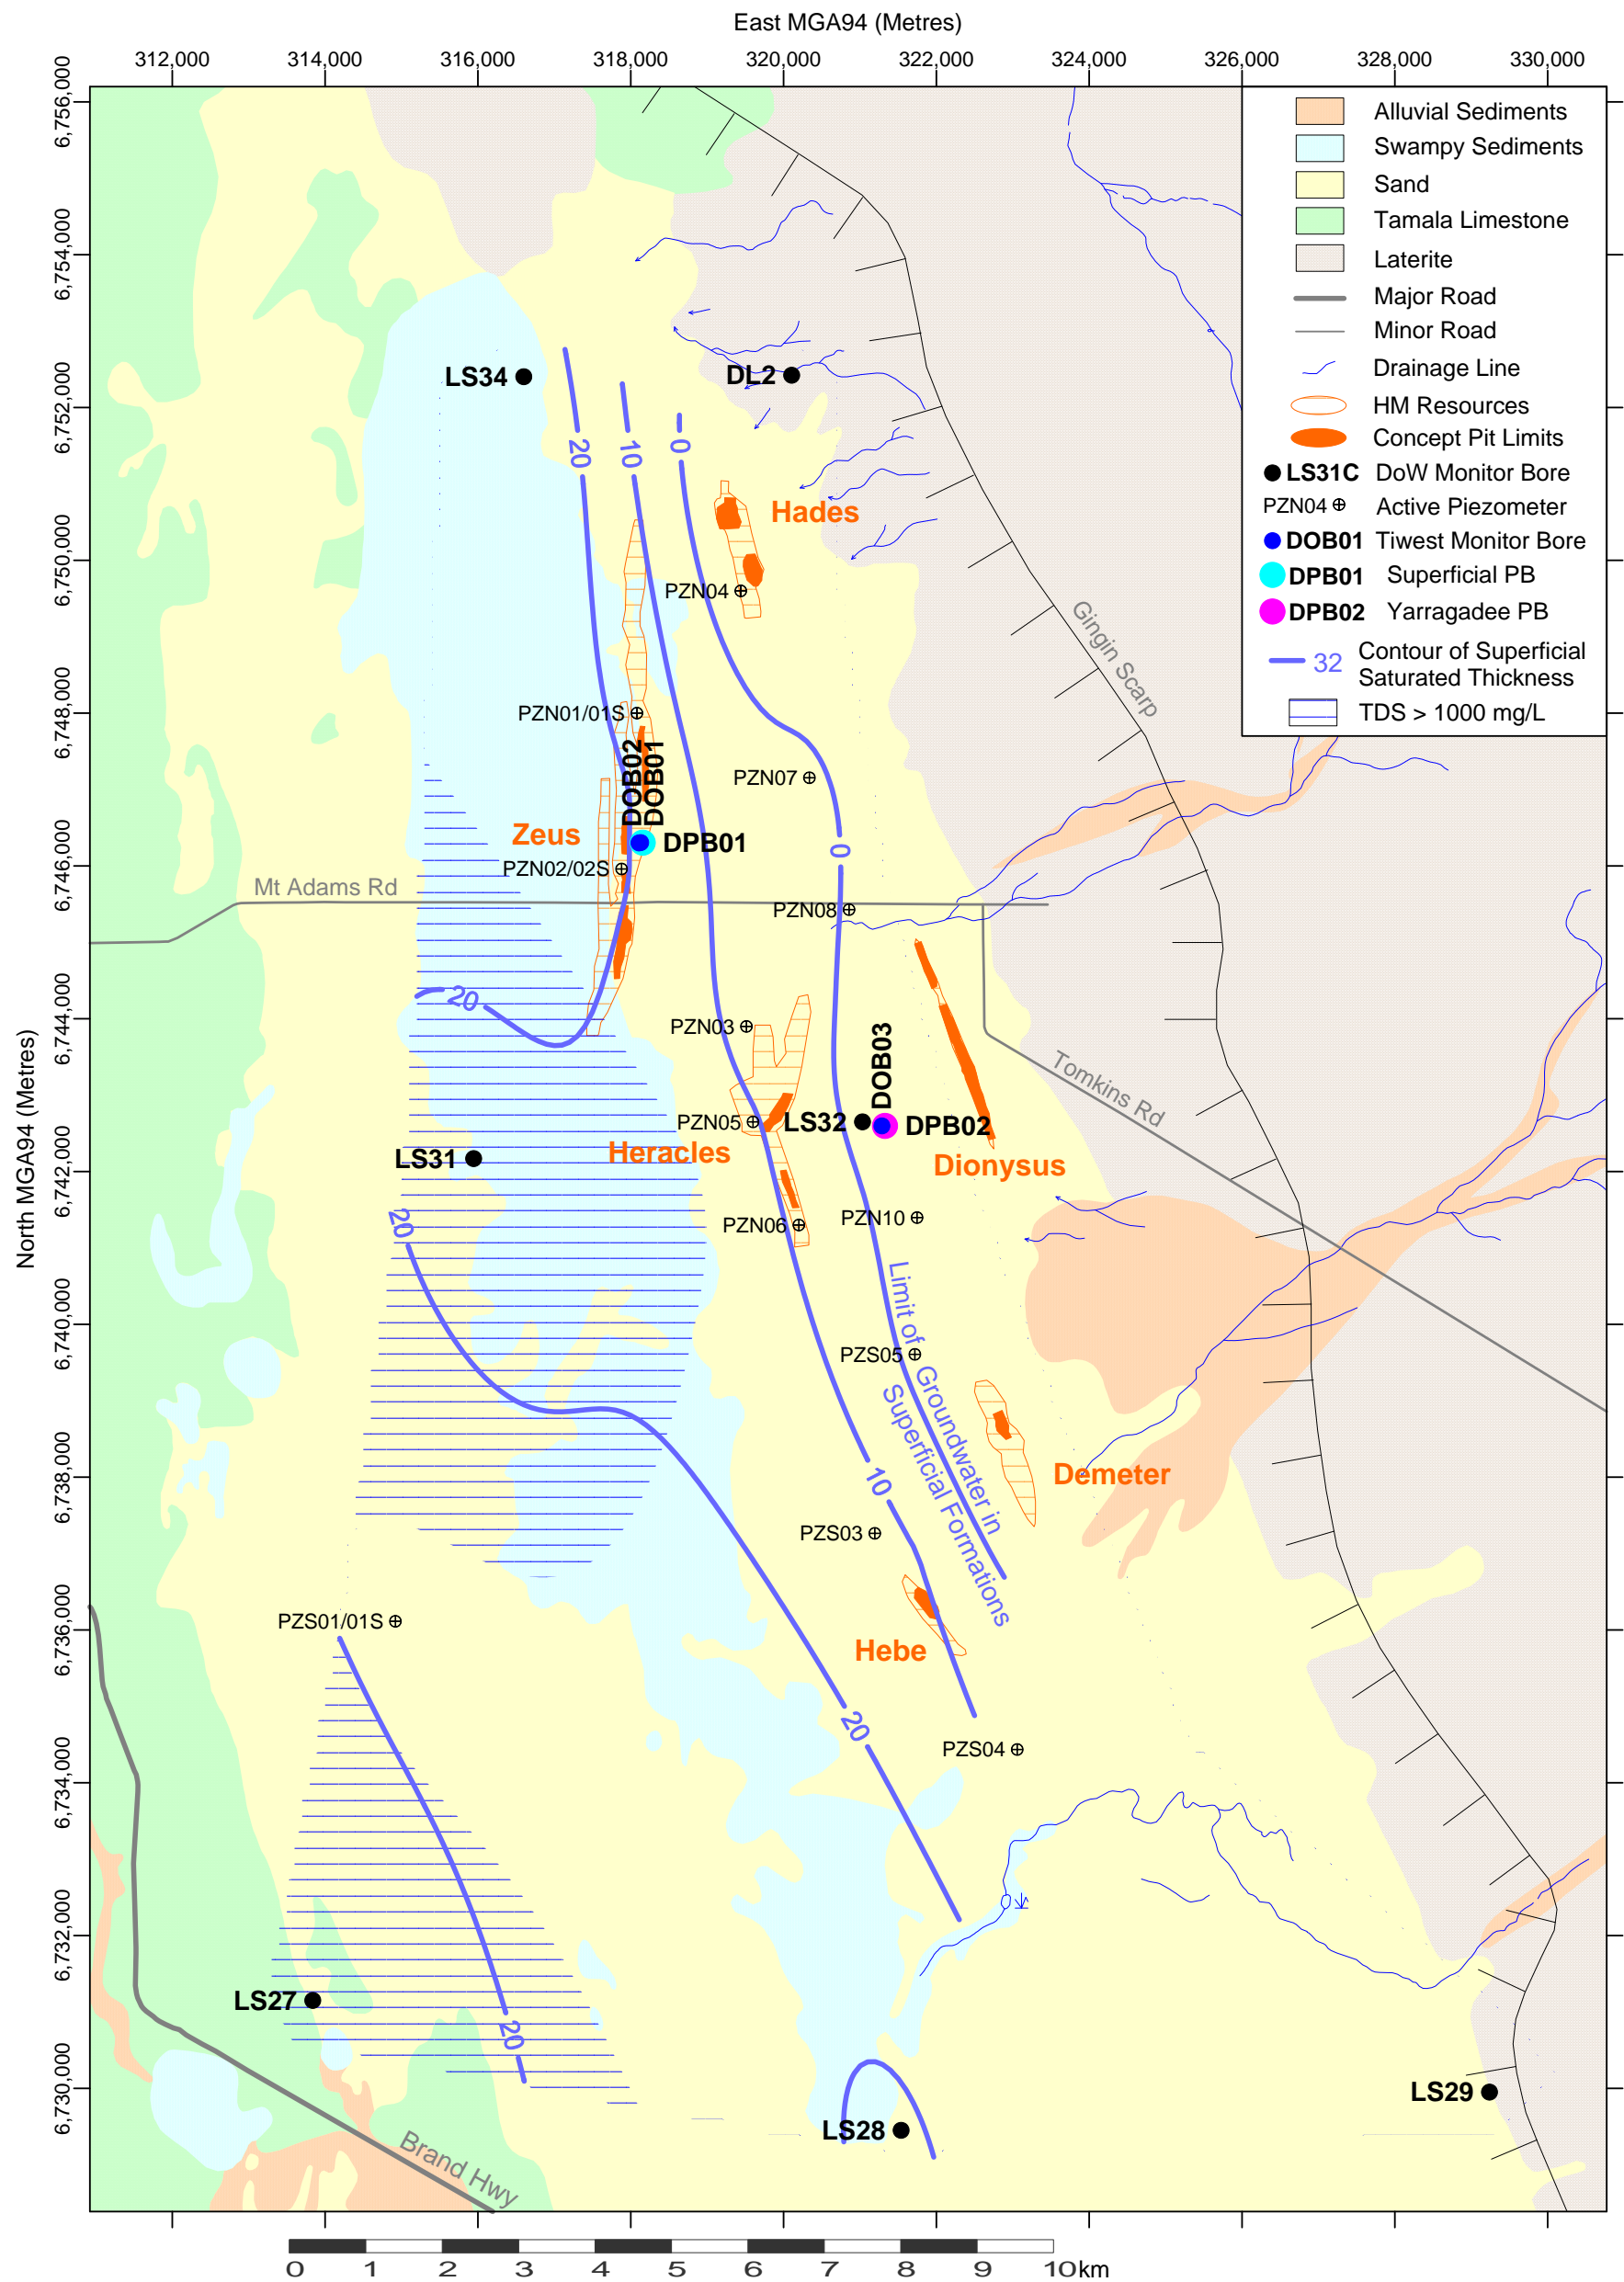 East MGA94 (Metres)
312,000
314,000
316,000
318,000
320,000
322,000
324,000
326,000
328,000
330,000
North MGA94 (Metres)
6,756,000
6,754,000
6,752,000
6,750,000
6,748,000
6,746,000
6,744,000
6,742,000
6,740,000
6,738,000
6,736,000
6,734,000
6,732,000
6,730,000
Alluvial Sediments
Swampy Sediments
Sand
Tamala Limestone
Laterite
Major Road
Minor Road
Drainage Line
HM Resources
Concept Pit Limits
LS31C DoW Monitor Bore
PZN04 Active Piezometer
DOB01 Tiwest Monitor Bore
DPB01 Superficial PB
DPB02 Yarragadee PB
32 Contour of Superficial
Saturated Thickness
TDS > 1000 mg/L
LS34
DL2
20
10
0
Hades
PZN04
Gingin Scarp
PZN01/01S
DOB02
DOB01
PZN07
Zeus
DPB01
0
PZN02/02S
Mt Adams Rd
PZN08
20
PZN03
DOB03
Tomkins Rd
PZN05
LS32
DPB02
Heracles
Dionysus
LS31
20
PZN06
PZN10
Limit of Groundwater in
Superficial Formations
PZS05
Demeter
10
PZS03
PZS01/01S
Hebe
20
PZS04
LS27
20
LS29
LS28
Brand Hwy
0 1 2 3 4 5 6 7 8 9 10km